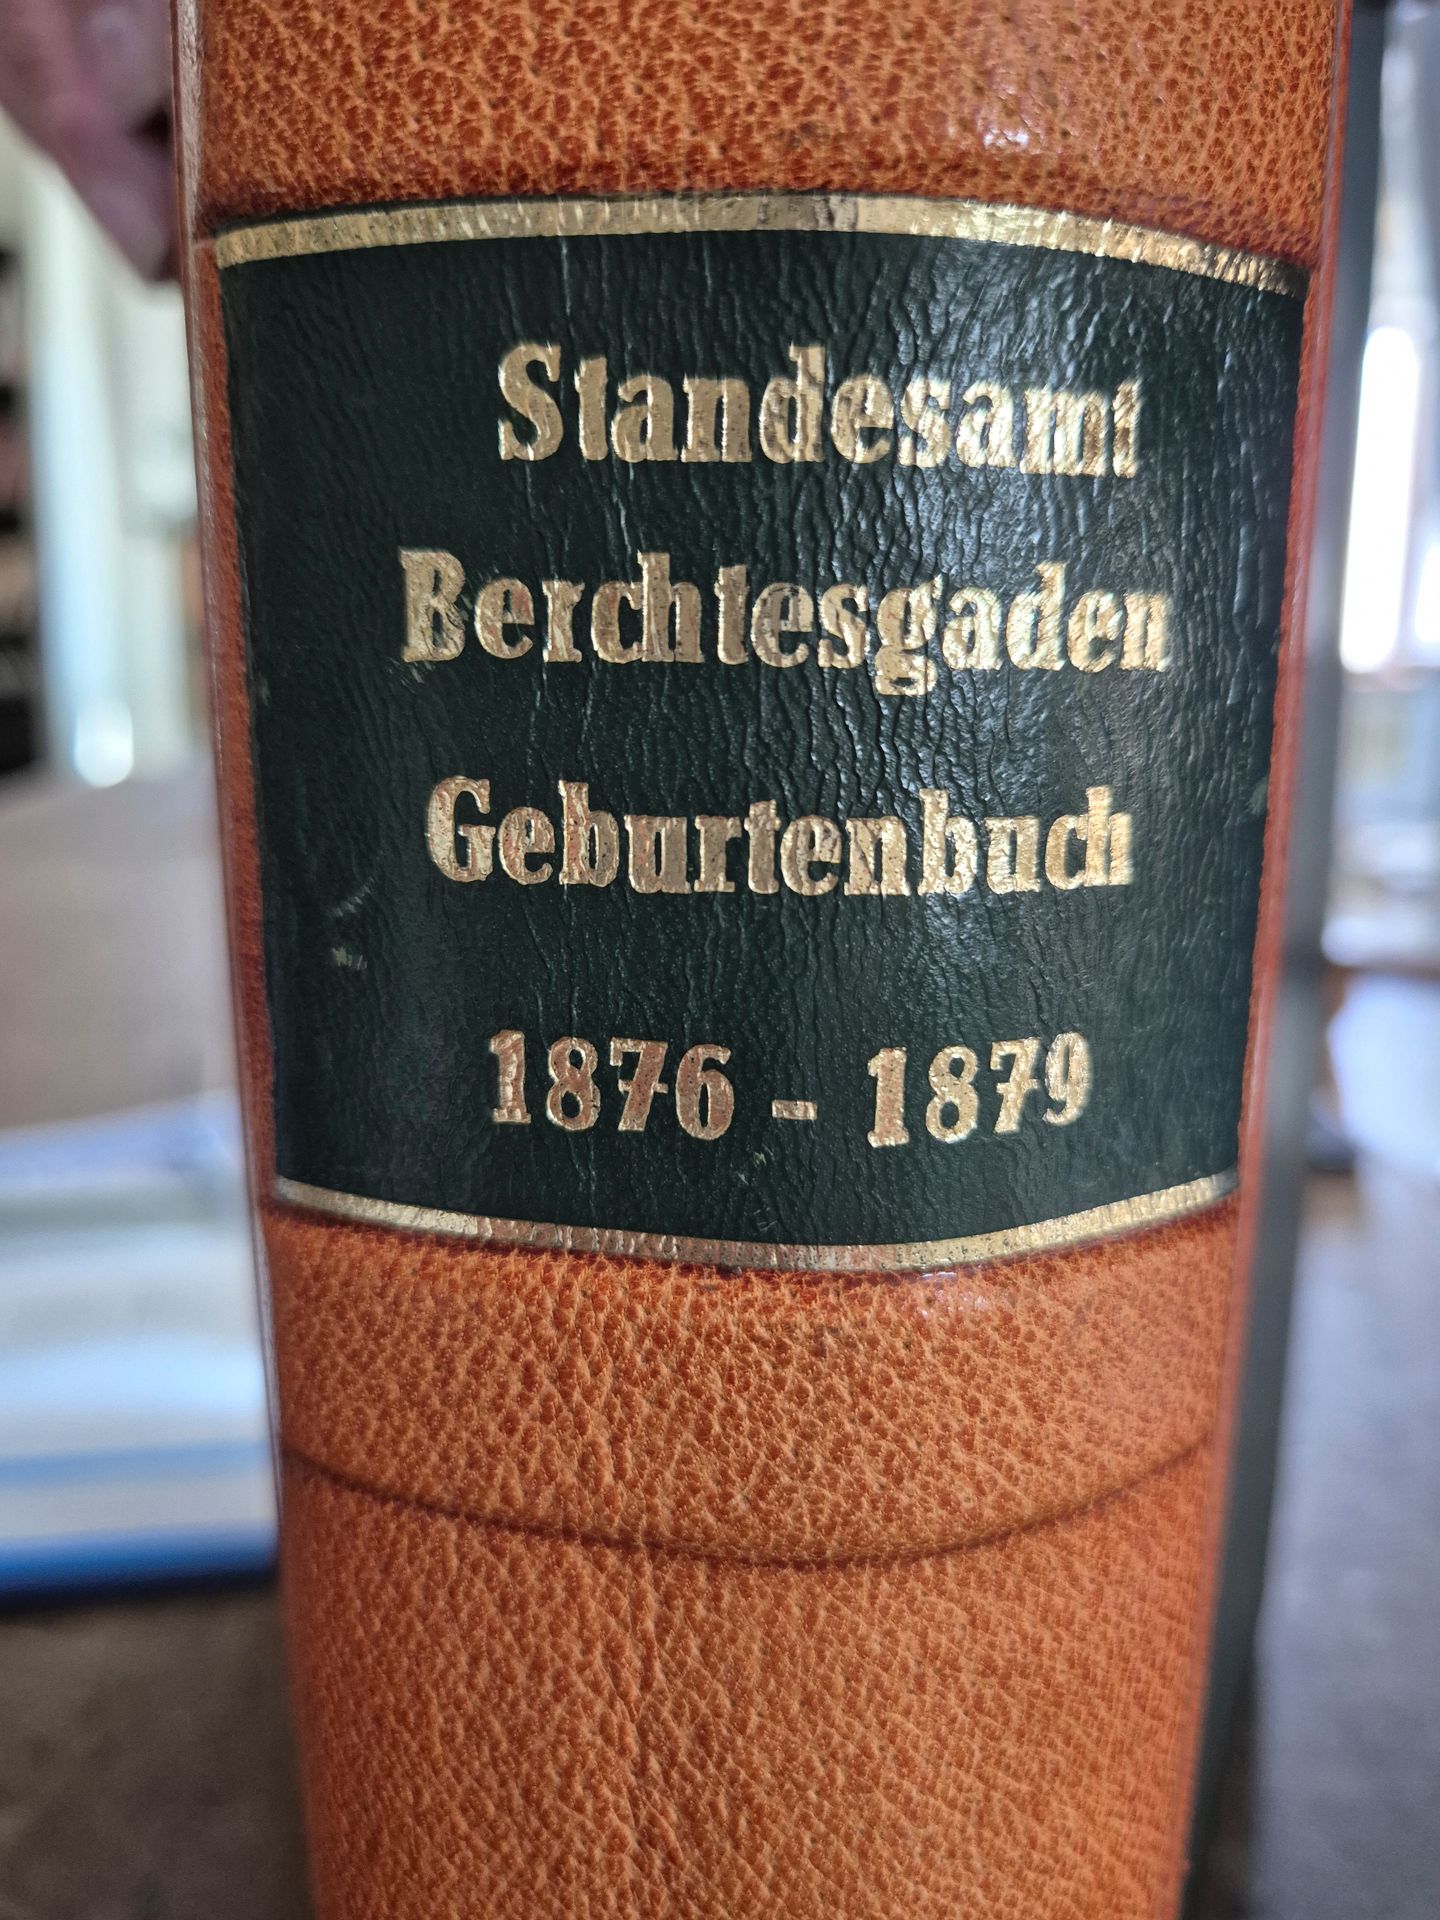 Standesamt
Berchtesgaden
Geburtenbuch
1876 - 1879